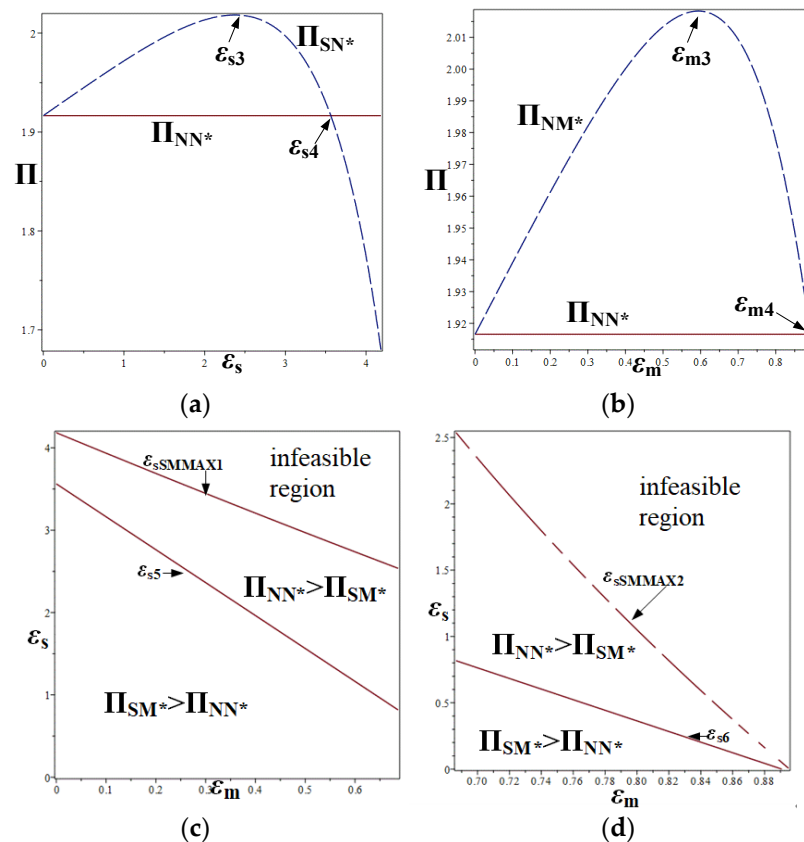 2
1.9
1.8
1.7
Π
Π_SN*
ε_s3
Π_NN*
ε_s4
0 1 2 3 4
ε_s
(a)
2.01
2.00
1.99
1.98
1.97
1.96
1.95
1.94
1.93
1.92
Π
ε_m3
Π_NM*
ε_m4
Π_NN*
0 0.1 0.2 0.3 0.4 0.5 0.6 0.7 0.8
ε_m
(b)
4
3
2
1
0
ε_s
ε_sSMMAX1
infeasible
region
ε_s5
Π_NN*>Π_SM*
Π_SM*>Π_NN*
0 0.1 0.2 0.3 0.4 0.5 0.6
ε_m
(c)
2.5
2
1.5
1
0.5
0
ε_s
infeasible
region
ε_sSMMAX2
Π_NN*>Π_SM*
ε_s6
Π_SM*>Π_NN*
0.70 0.72 0.74 0.76 0.78 0.80 0.82 0.84 0.86 0.88
ε_m
(d)